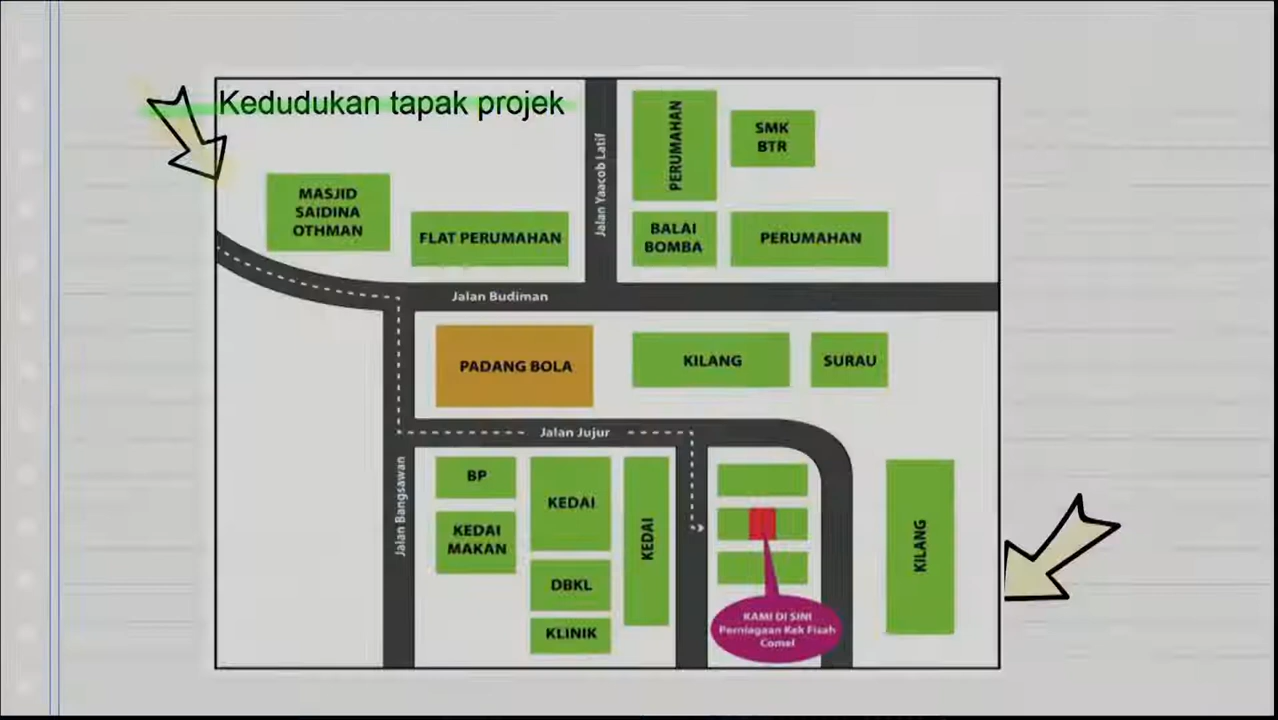 Kedudukan tapak projek
MASJID
SAIDINA
OTHMAN
FLAT PERUMAHAN
Jalan Yaacob Latif
PERUMAHAN
SMK
BTR
BALAI
BOMBA
PERUMAHAN
Jalan Budiman
PADANG BOLA
KILANG
SURAU
Jalan Jujur
Jalan Bangsawan
BP
KEDAI
MAKAN
KEDAI
DBKL
KLINIK
KEDAI
KAMI DI SINI
Perniagaan Kak Fizah
Comel
KILANG